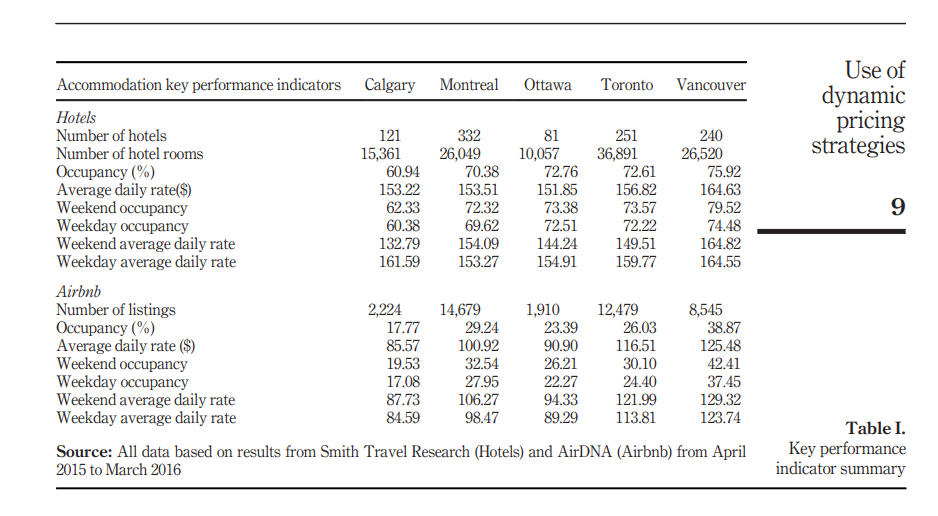 Use of
dynamic
pricing
strategies
9
Accommodation key performance indicators Calgary Montreal Ottawa Toronto Vancouver
Hotels
Number of hotels 121 332 81 251 240
Number of hotel rooms 15,361 26,049 10,057 36,891 26,520
Occupancy (%) 60.94 70.38 72.76 72.61 75.92
Average daily rate($) 153.22 153.51 151.85 156.82 164.63
Weekend occupancy 62.33 72.32 73.38 73.57 79.52
Weekday occupancy 60.38 69.62 72.51 72.22 74.48
Weekend average daily rate 132.79 154.09 144.24 149.51 164.82
Weekday average daily rate 161.59 153.27 154.91 159.77 164.55
Airbnb
Number of listings 2,224 14,679 1,910 12,479 8,545
Occupancy (%) 17.77 29.24 23.39 26.03 38.87
Average daily rate ($) 85.57 100.92 90.90 116.51 125.48
Weekend occupancy 19.53 32.54 26.21 30.10 42.41
Weekday occupancy 17.08 27.95 22.27 24.40 37.45
Weekend average daily rate 87.73 106.27 94.33 121.99 129.32
Weekday average daily rate 84.59 98.47 89.29 113.81 123.74
Source: All data based on results from Smith Travel Research (Hotels) and AirDNA (Airbnb) from April
2015 to March 2016
Table I.
Key performance
indicator summary